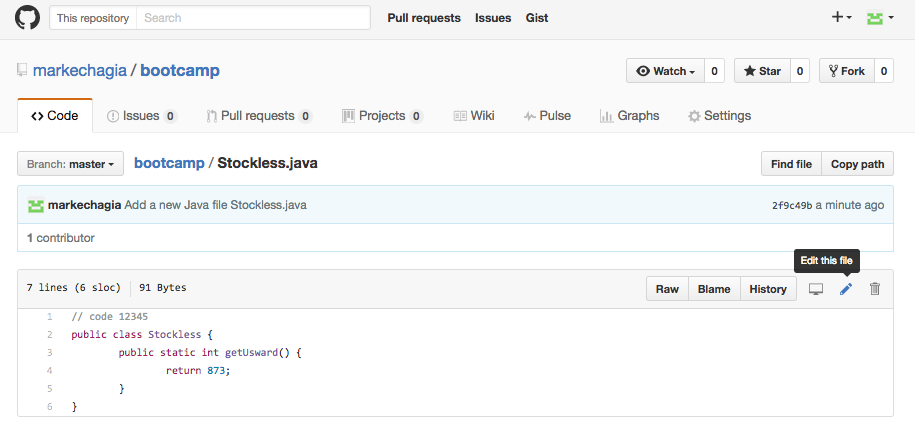 This repository Search Pull requests Issues Gist
markechagia / bootcamp Watch 0 Star 0 Fork 0
Code Issues 0 Pull requests 0 Projects 0 Wiki Pulse Graphs Settings
Branch: master bootcamp / Stockless.java Find file Copy path
markechagia Add a new Java file Stockless.java 2f9c49b a minute ago
1 contributor
Edit this file
7 lines (6 sloc) 91 Bytes Raw Blame History
1 // code 12345
2 public class Stockless {
3 public static int getUsward() {
4 return 873;
5 }
6 }